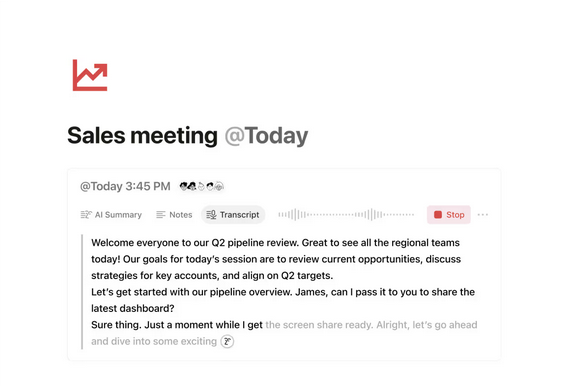 Sales meeting @Today
@Today 3:45 PM
AI Summary
Notes
Transcript
Stop
Welcome everyone to our Q2 pipeline review. Great to see all the regional teams
today! Our goals for today's session are to review current opportunities, discuss
strategies for key accounts, and align on Q2 targets.
Let's get started with our pipeline overview. James, can I pass it to you to share the
latest dashboard?
Sure thing. Just a moment while I get the screen share ready. Alright, let's go ahead
and dive into some exciting